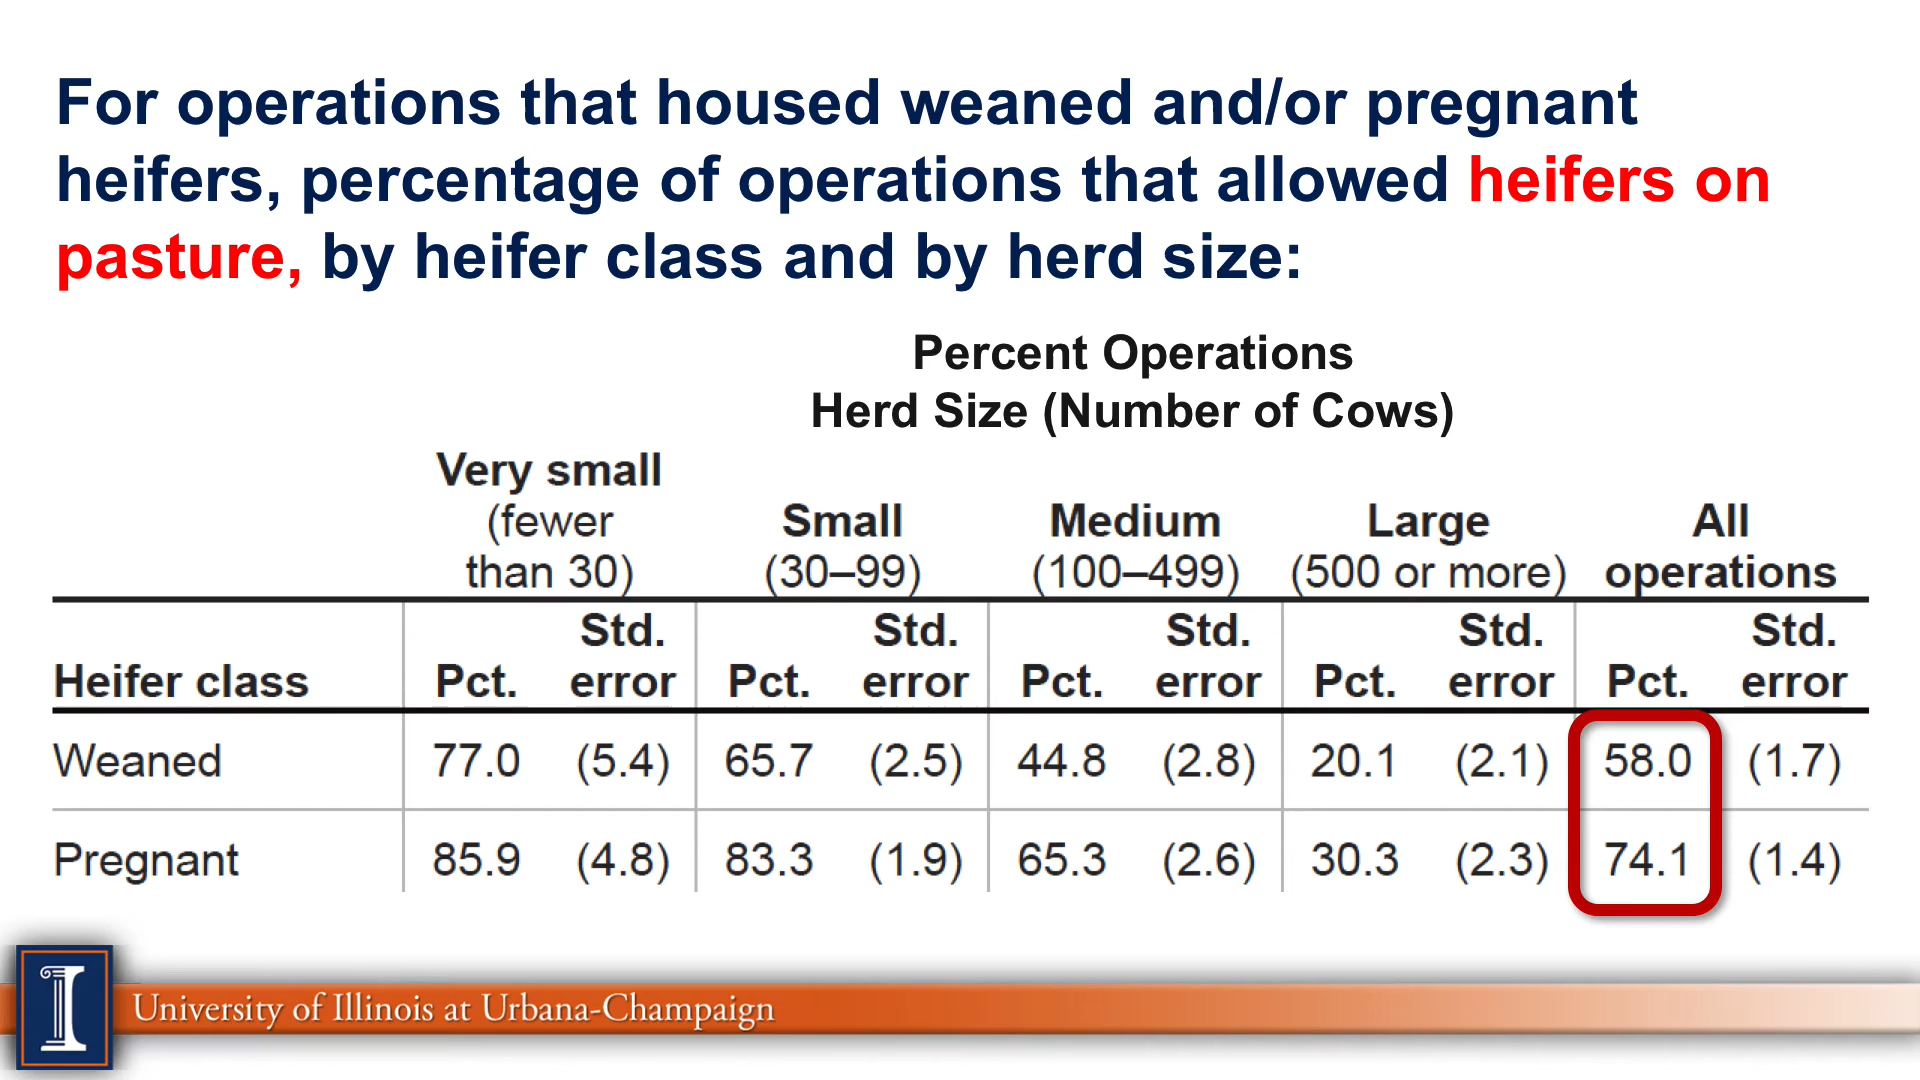 For operations that housed weaned and/or pregnant
heifers, percentage of operations that allowed heifers on
pasture, by heifer class and by herd size:
Percent Operations
Herd Size (Number of Cows)
Very small
(fewer Small Medium Large All
than 30) (30–99) (100–499) (500 or more) operations
Std. Std. Std. Std. Std.
Heifer class Pct. error Pct. error Pct. error Pct. error Pct. error
Weaned 77.0 (5.4) 65.7 (2.5) 44.8 (2.8) 20.1 (2.1) 58.0 (1.7)
Pregnant 85.9 (4.8) 83.3 (1.9) 65.3 (2.6) 30.3 (2.3) 74.1 (1.4)
I University of Illinois at Urbana-Champaign